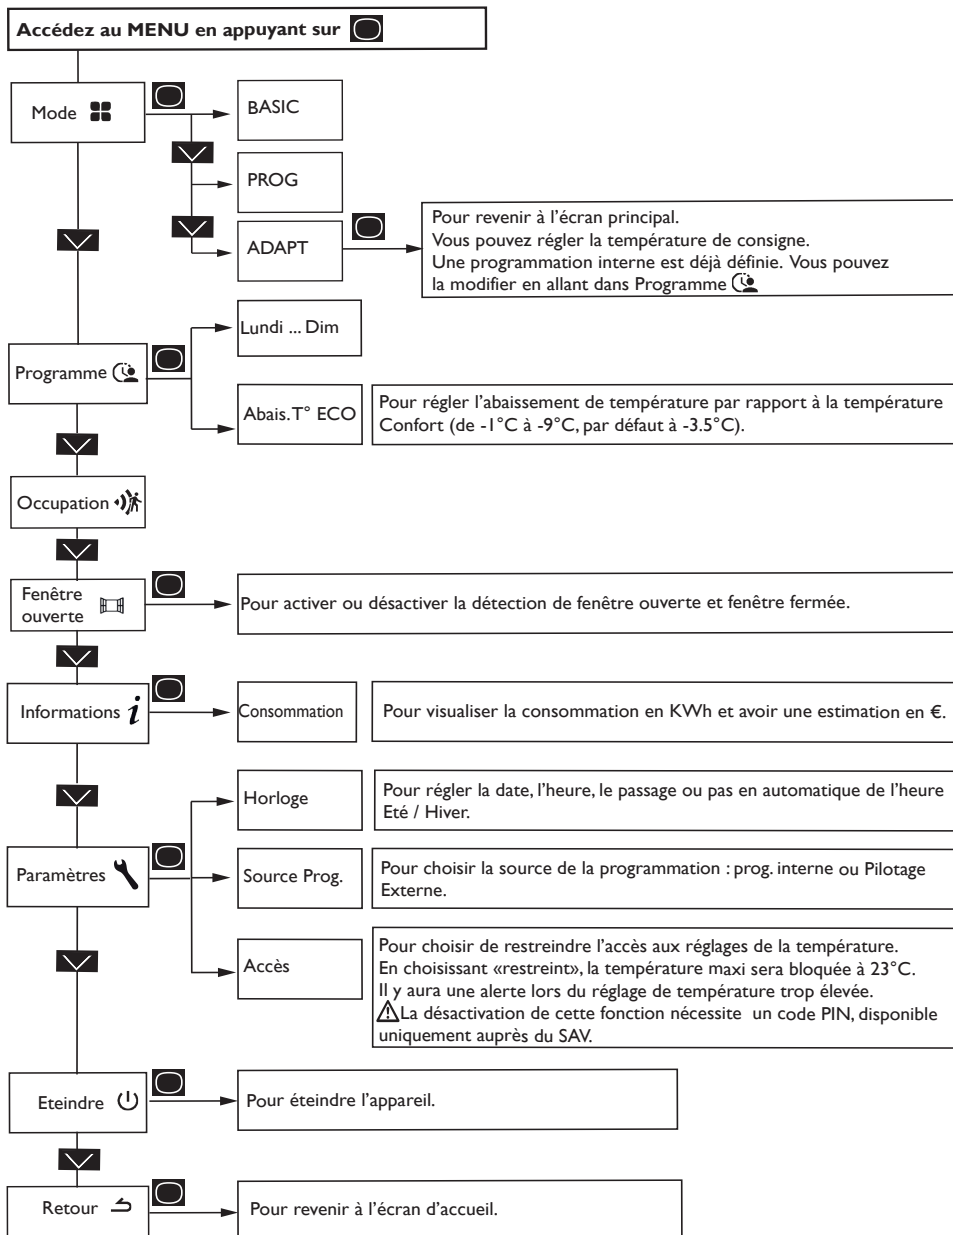 Accédez au MENU en appuyant sur
Mode
BASIC
PROG
ADAPT
Pour revenir à l'écran principal.
Vous pouvez régler la température de consigne.
Une programmation interne est déjà définie. Vous pouvez
la modifier en allant dans Programme
Programme
Lundi ... Dim
Abais.T° ECO
Pour régler l'abaissement de température par rapport à la température
Confort (de -1°C à -9°C, par défaut à -3.5°C).
Occupation
Fenêtre
ouverte
Pour activer ou désactiver la détection de fenêtre ouverte et fenêtre fermée.
Informations i
Consommation
Pour visualiser la consommation en KWh et avoir une estimation en €.
Paramètres
Horloge
Pour régler la date, l'heure, le passage ou pas en automatique de l'heure
Eté / Hiver.
Source Prog.
Pour choisir la source de la programmation : prog. interne ou Pilotage
Externe.
Accès
Pour choisir de restreindre l'accès aux réglages de la température.
En choisissant «restreint», la température maxi sera bloquée à 23°C.
Il y aura une alerte lors du réglage de température trop élevée.
⚠La désactivation de cette fonction nécessite un code PIN, disponible
uniquement auprès du SAV.
Eteindre
Pour éteindre l'appareil.
Retour
Pour revenir à l'écran d'accueil.